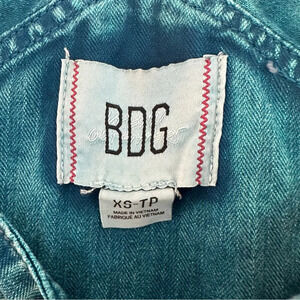 BDG
XS-TP
MADE IN VIETNAM
FABRIQUÉ AU VIETNAM